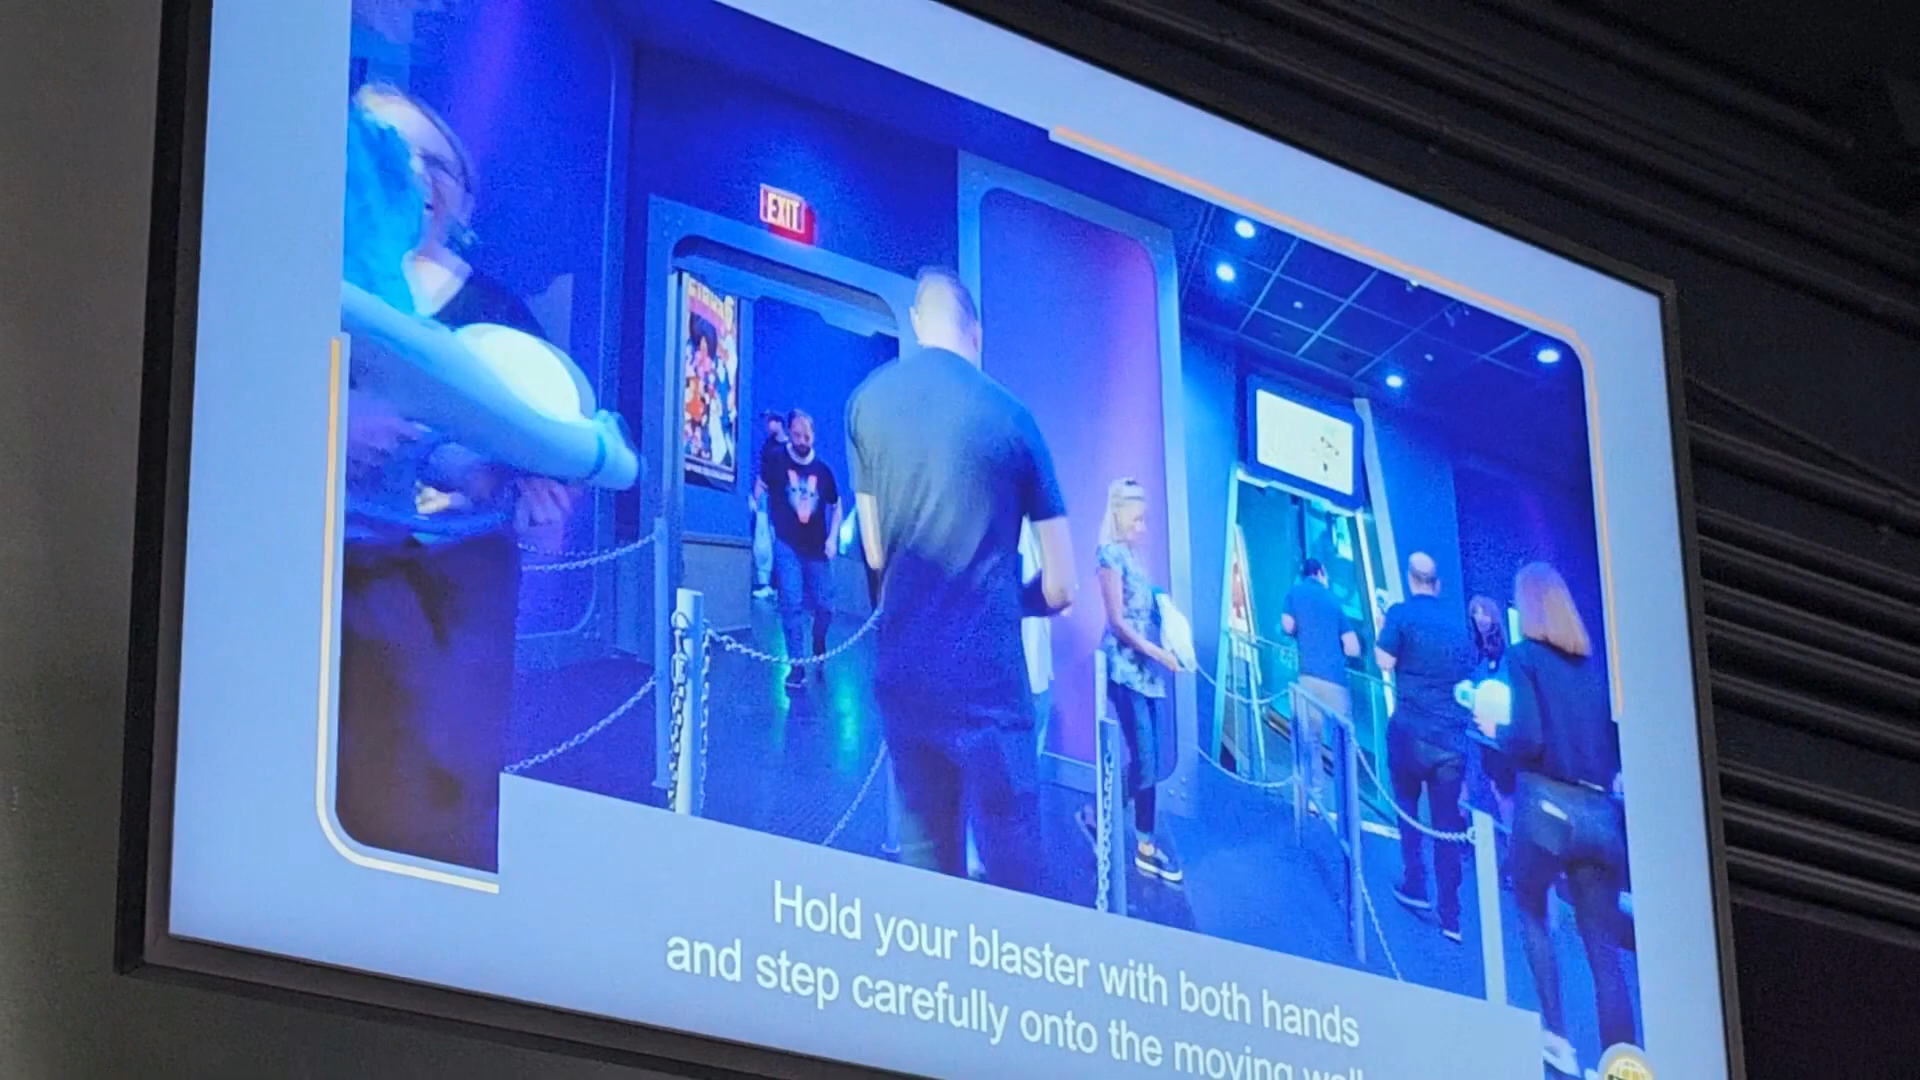 EXIT
Hold your blaster with both hands
and step carefully onto the moving